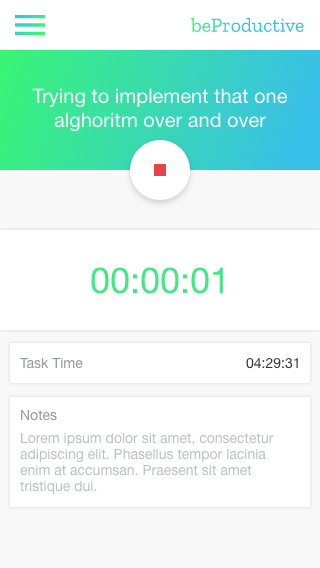 beProductive
Trying to implement that one
alghoritm over and over
00:00:01
Task Time 04:29:31
Notes
Lorem ipsum dolor sit amet, consectetur
adipiscing elit. Phasellus tempor lacinia
enim at accumsan. Praesent sit amet
tristique dui.